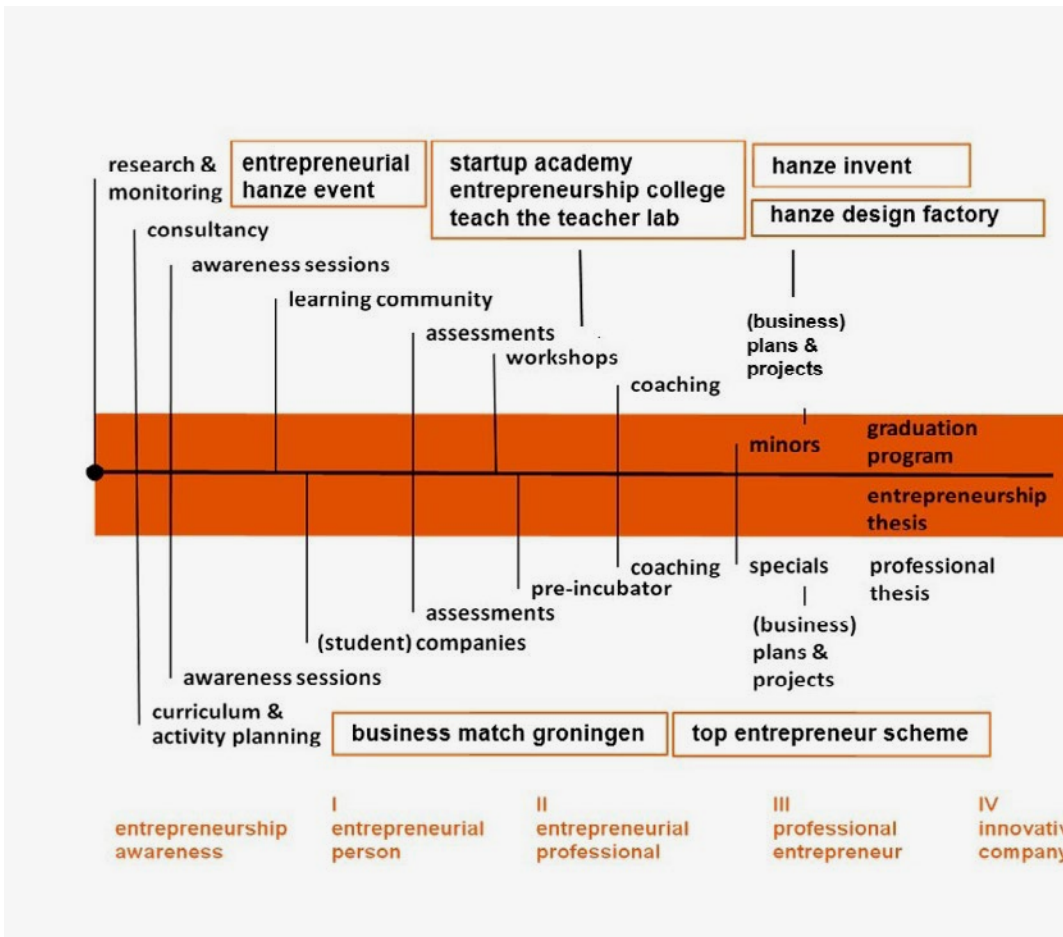 research &
monitoring
entrepreneurial
hanze event
startup academy
entrepreneurship college
teach the teacher lab
hanze invent
hanze design factory
consultancy
awareness sessions
learning community
assessments
workshops
coaching
(business)
plans &
projects
minors
graduation
program
entrepreneurship
thesis
coaching
specials
professional
thesis
pre-incubator
assessments
(student) companies
(business)
plans &
projects
awareness sessions
curriculum &
activity planning
business match groningen
top entrepreneur scheme
entrepreneurship
awareness
I
entrepreneurial
person
II
entrepreneurial
professional
III
professional
entrepreneur
IV
innovativ
company